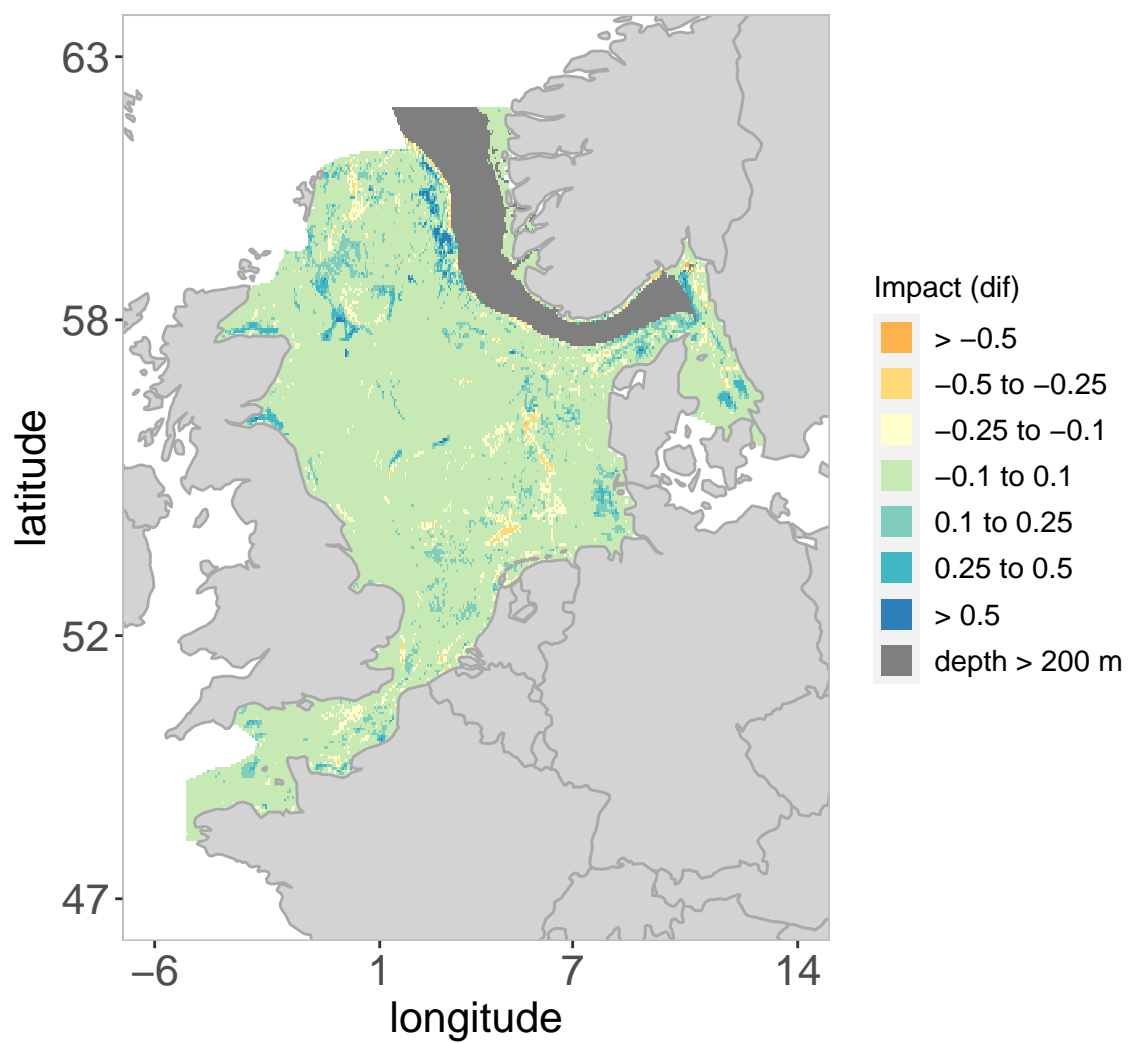 63
58
52
47
latitude
−6
1
7
14
longitude
Impact (dif)
> −0.5
−0.5 to −0.25
−0.25 to −0.1
−0.1 to 0.1
0.1 to 0.25
0.25 to 0.5
> 0.5
depth > 200 m